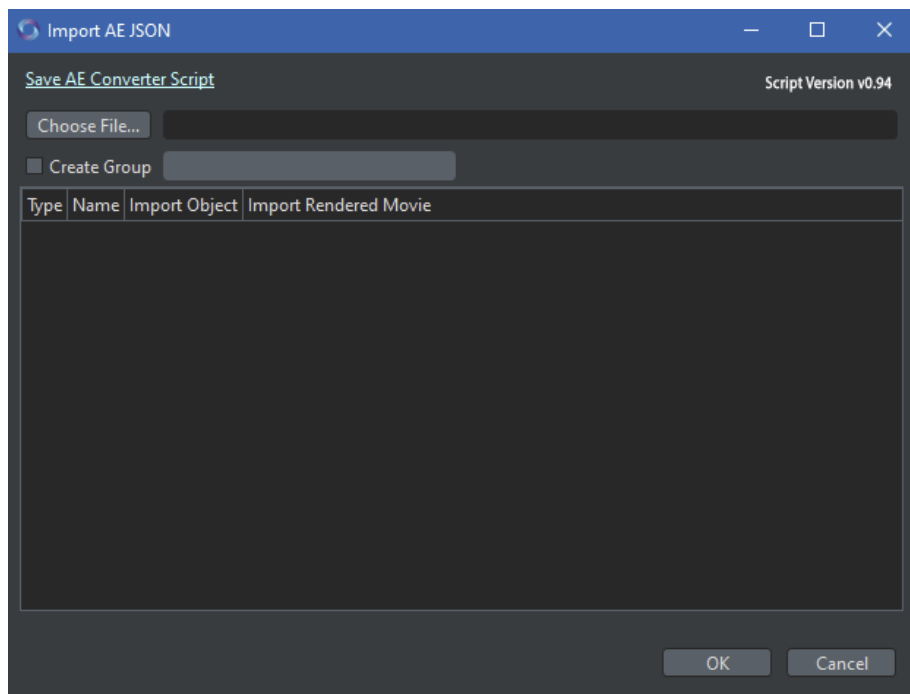 Import AE JSON
Save AE Converter Script
Script Version v0.94
Choose File...
Create Group
Type Name Import Object Import Rendered Movie
OK Cancel